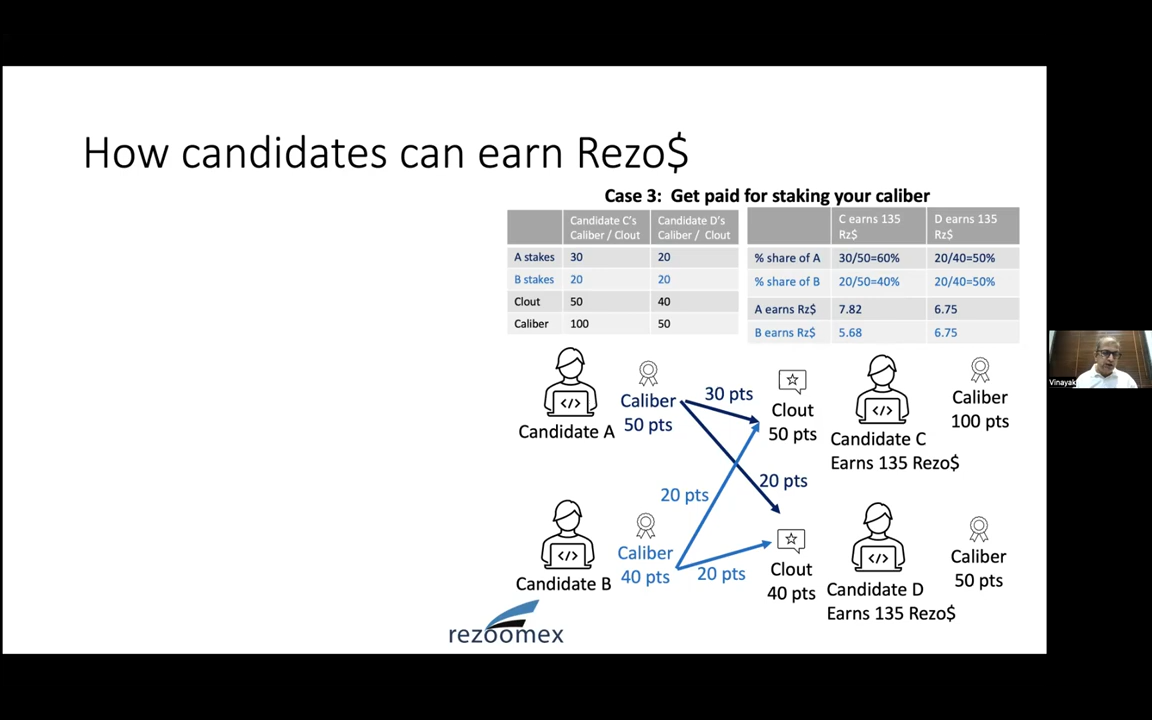 How candidates can earn Rezo$
Case 3: Get paid for staking your caliber
Candidate C's Caliber / Clout
Candidate D's Caliber / Clout
A stakes 30 20
B stakes 20 20
Clout 50 40
Caliber 100 50
C earns 135 Rz$
D earns 135 Rz$
% share of A 30/50=60% 20/40=50%
% share of B 20/50=40% 20/40=50%
A earns Rz$ 7.82 6.75
B earns Rz$ 5.68 6.75
Candidate A
Caliber
50 pts
30 pts
20 pts
Clout
50 pts
Candidate C
Earns 135 Rezo$
Caliber
100 pts
Candidate B
Caliber
40 pts
20 pts
20 pts
Clout
40 pts
Candidate D
Earns 135 Rezo$
Caliber
50 pts
rezoomex
Vinayak